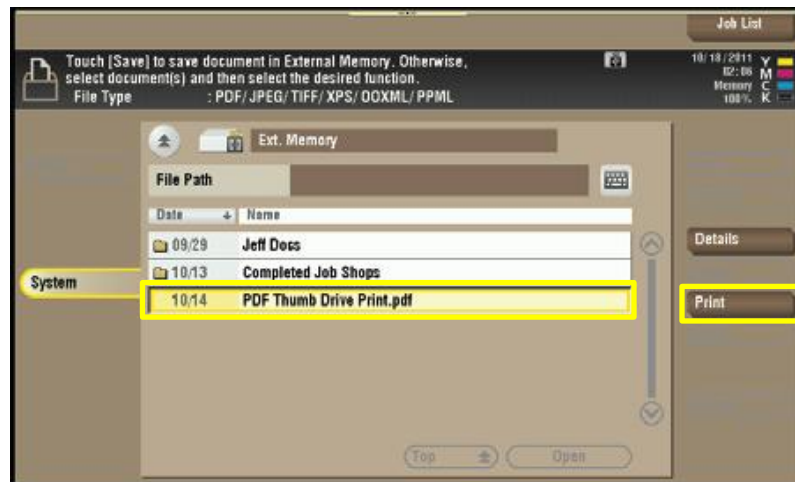 Job List
Touch [Save] to save document in External Memory. Otherwise,
select document(s) and then select the desired function.
File Type : PDF/JPEG/TIFF/XPS/OOXML/PPML
10/18/2011
02:06
Memory
100%
Y
M
C
K
Ext. Memory
File Path
Date Name
09/29 Jeff Docs
10/13 Completed Job Shops
10/14 PDF Thumb Drive Print.pdf
System
Details
Print
Top
Open